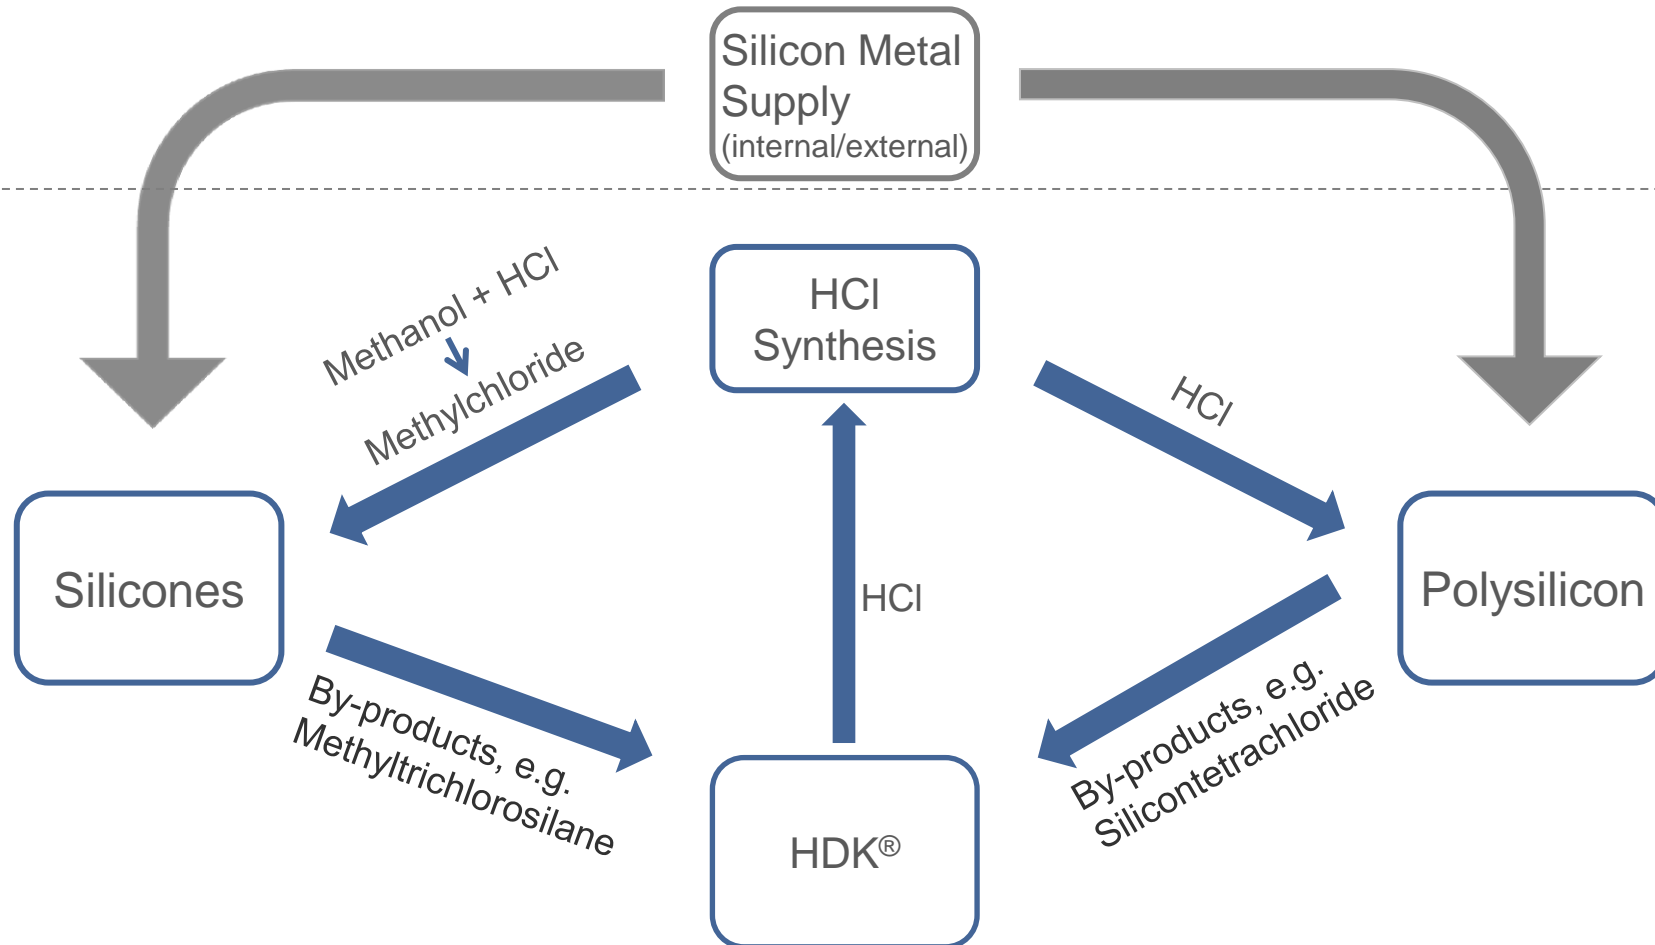 Silicon Metal
Supply
(internal/external)
Methanol + HCl
Methylchloride
HCl
Synthesis
HCl
Silicones
HCl
Polysilicon
By-products, e.g.
Methyltrichlorosilane
By-products, e.g.
Silicontetrachloride
HDK®